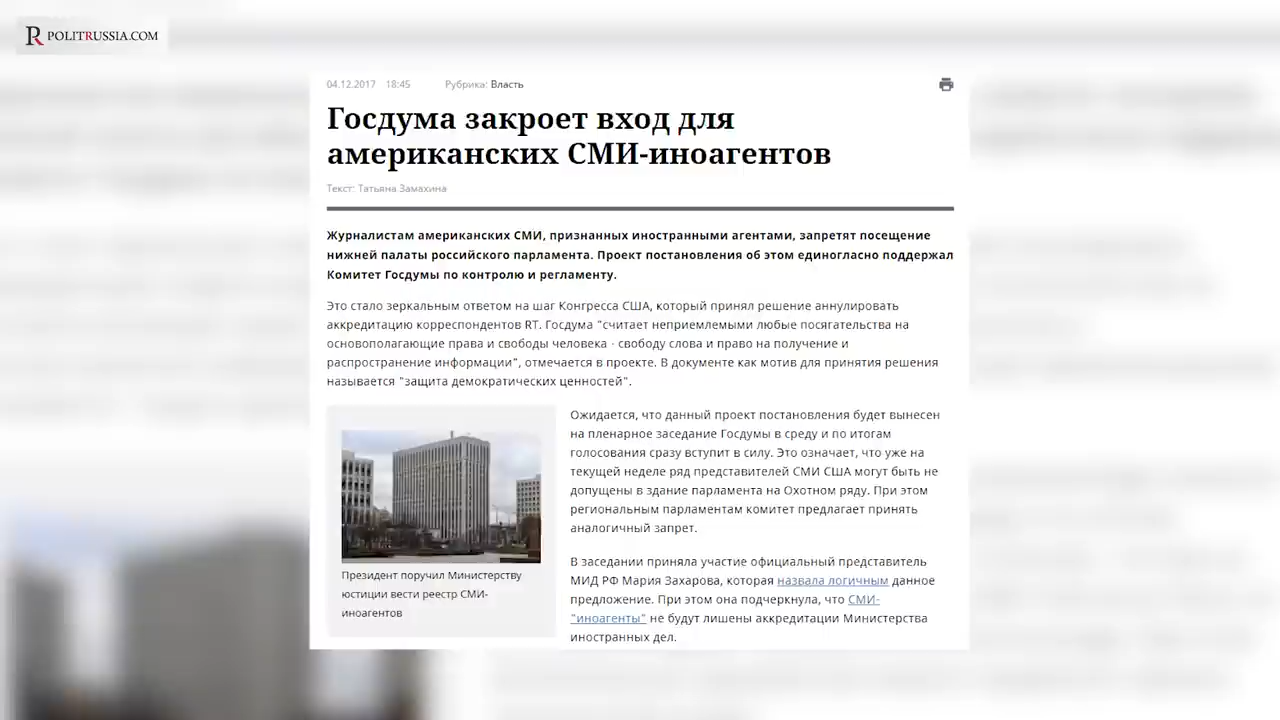 POLITRUSSIA.COM
04.12.2017 18:45 Рубрика: Власть
Госдума закроет вход для
американских СМИ-иноагентов
Текст: Татьяна Замахина
Журналистам американских СМИ, признанных иностранными агентами, запретят посещение
нижней палаты российского парламента. Проект постановления об этом единогласно поддержал
Комитет Госдумы по контролю и регламенту.
Это стало зеркальным ответом на шаг Конгресса США, который принял решение аннулировать
аккредитацию корреспондентов RT. Госдума "считает неприемлемыми любые посягательства на
основополагающие права и свободы человека - свободу слова и право на получение и
распространение информации", отмечается в проекте. В документе как мотив для принятия решения
называется "защита демократических ценностей".
Ожидается, что данный проект постановления будет вынесен
на пленарное заседание Госдумы в среду и по итогам
голосования сразу вступит в силу. Это означает, что уже на
текущей неделе ряд представителей СМИ США могут быть не
допущены в здание парламента на Охотном ряду. При этом
региональным парламентам комитет предлагает принять
аналогичный запрет.
Президент поручил Министерству
юстиции вести реестр СМИ-
иноагентов
В заседании приняла участие официальный представитель
МИД РФ Мария Захарова, которая назвала логичным данное
предложение. При этом она подчеркнула, что СМИ-
"иноагенты" не будут лишены аккредитации Министерства
иностранных дел.